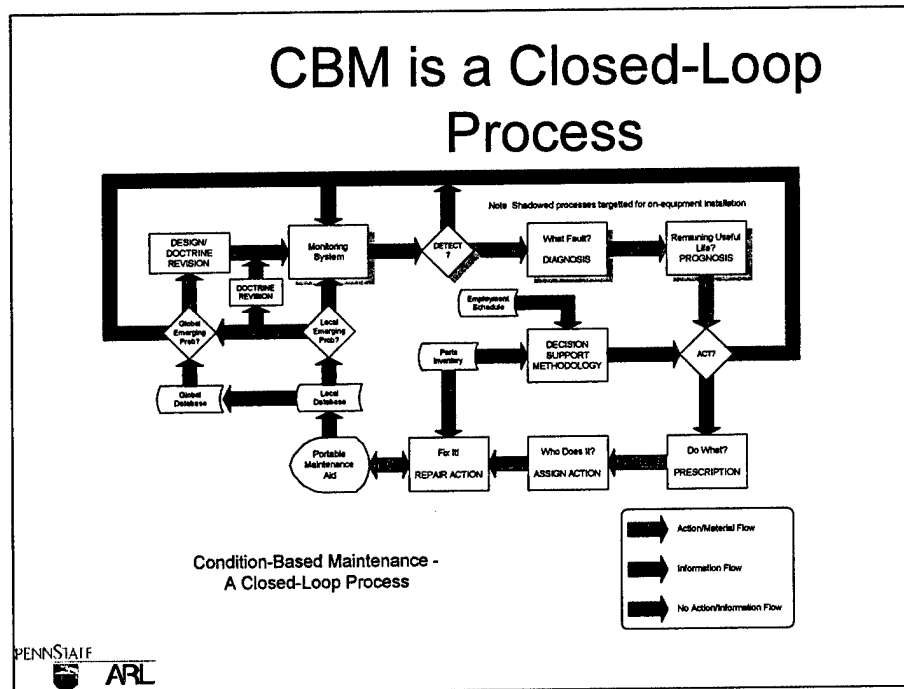 CBM is a Closed-Loop
Process
Note Shadowed processes targetted for on-equipment installation
DESIGN/
DOCTRINE
REVISION
Monitoring
System
DETECT
?
What Fault?
DIAGNOSIS
Remaining Useful
Life?
PROGNOSIS
DOCTRINE
REVISION
Employment
Schedule
Global
Emerging
Prob?
Local
Emerging
Prob?
Parts
Inventory
DECISION
SUPPORT
METHODOLOGY
ACT?
Global
Database
Local
Database
Portable
Maintenance
Aid
Fix It!
REPAIR ACTION
Who Does It?
ASSIGN ACTION
Do What?
PRESCRIPTION
Action/Material Flow
Information Flow
No Action/Information Flow
Condition-Based Maintenance -
A Closed-Loop Process
PENNSTATE
ARL